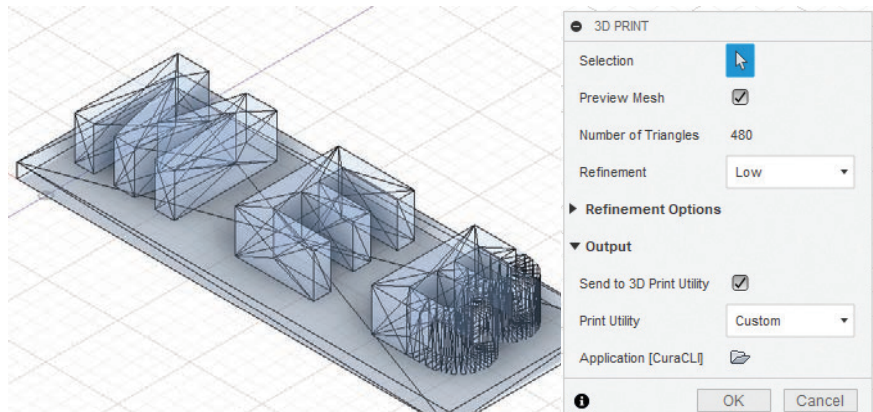 3D PRINT
Selection
Preview Mesh
Number of Triangles 480
Refinement Low
Refinement Options
Output
Send to 3D Print Utility
Print Utility Custom
Application [CuraCLI]
OK Cancel